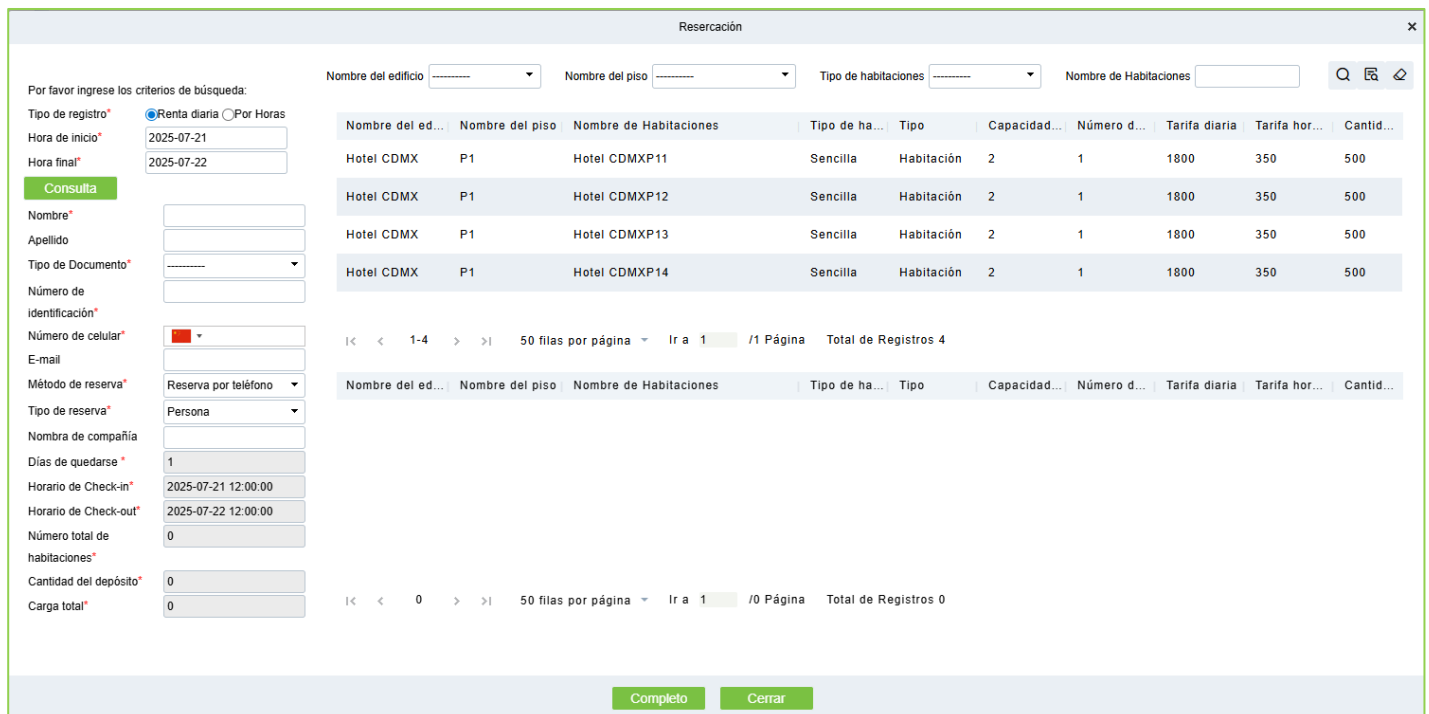 Resercación
×
Por favor ingrese los criterios de búsqueda:
Tipo de registro* Renta diaria Por Horas
Hora de inicio* 2025-07-21
Hora final* 2025-07-22
Consulta
Nombre*
Apellido
Tipo de Documento* ----------
Número de
identificación*
Número de celular*
E-mail
Método de reserva* Reserva por teléfono
Tipo de reserva* Persona
Nombra de compañía
Días de quedarse * 1
Horario de Check-in* 2025-07-21 12:00:00
Horario de Check-out* 2025-07-22 12:00:00
Número total de 0
habitaciones*
Cantidad del depósito* 0
Carga total* 0
Nombre del edificio ---------- Nombre del piso ---------- Tipo de habitaciones ---------- Nombre de Habitaciones
Nombre del ed... Nombre del piso Nombre de Habitaciones Tipo de ha... Tipo Capacidad... Número d... Tarifa diaria Tarifa hor... Cantid...
Hotel CDMX P1 Hotel CDMXP11 Sencilla Habitación 2 1 1800 350 500
Hotel CDMX P1 Hotel CDMXP12 Sencilla Habitación 2 1 1800 350 500
Hotel CDMX P1 Hotel CDMXP13 Sencilla Habitación 2 1 1800 350 500
Hotel CDMX P1 Hotel CDMXP14 Sencilla Habitación 2 1 1800 350 500
|< < 1-4 > >| 50 filas por página Ir a 1 /1 Página Total de Registros 4
Nombre del ed... Nombre del piso Nombre de Habitaciones Tipo de ha... Tipo Capacidad... Número d... Tarifa diaria Tarifa hor... Cantid...
|< < 0 > >| 50 filas por página Ir a 1 /0 Página Total de Registros 0
Completo Cerrar